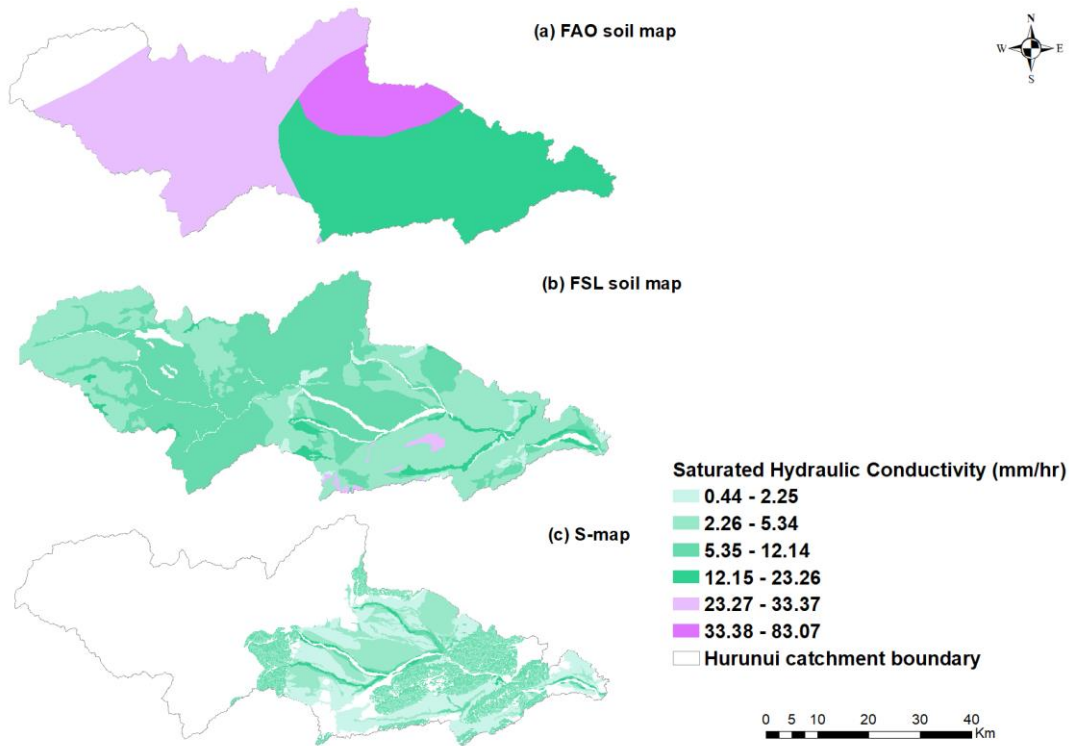 (a) FAO soil map
N
W E
S
(b) FSL soil map
(c) S-map
Saturated Hydraulic Conductivity (mm/hr)
0.44 - 2.25
2.26 - 5.34
5.35 - 12.14
12.15 - 23.26
23.27 - 33.37
33.38 - 83.07
Hurunui catchment boundary
0 5 10 20 30 40
Km